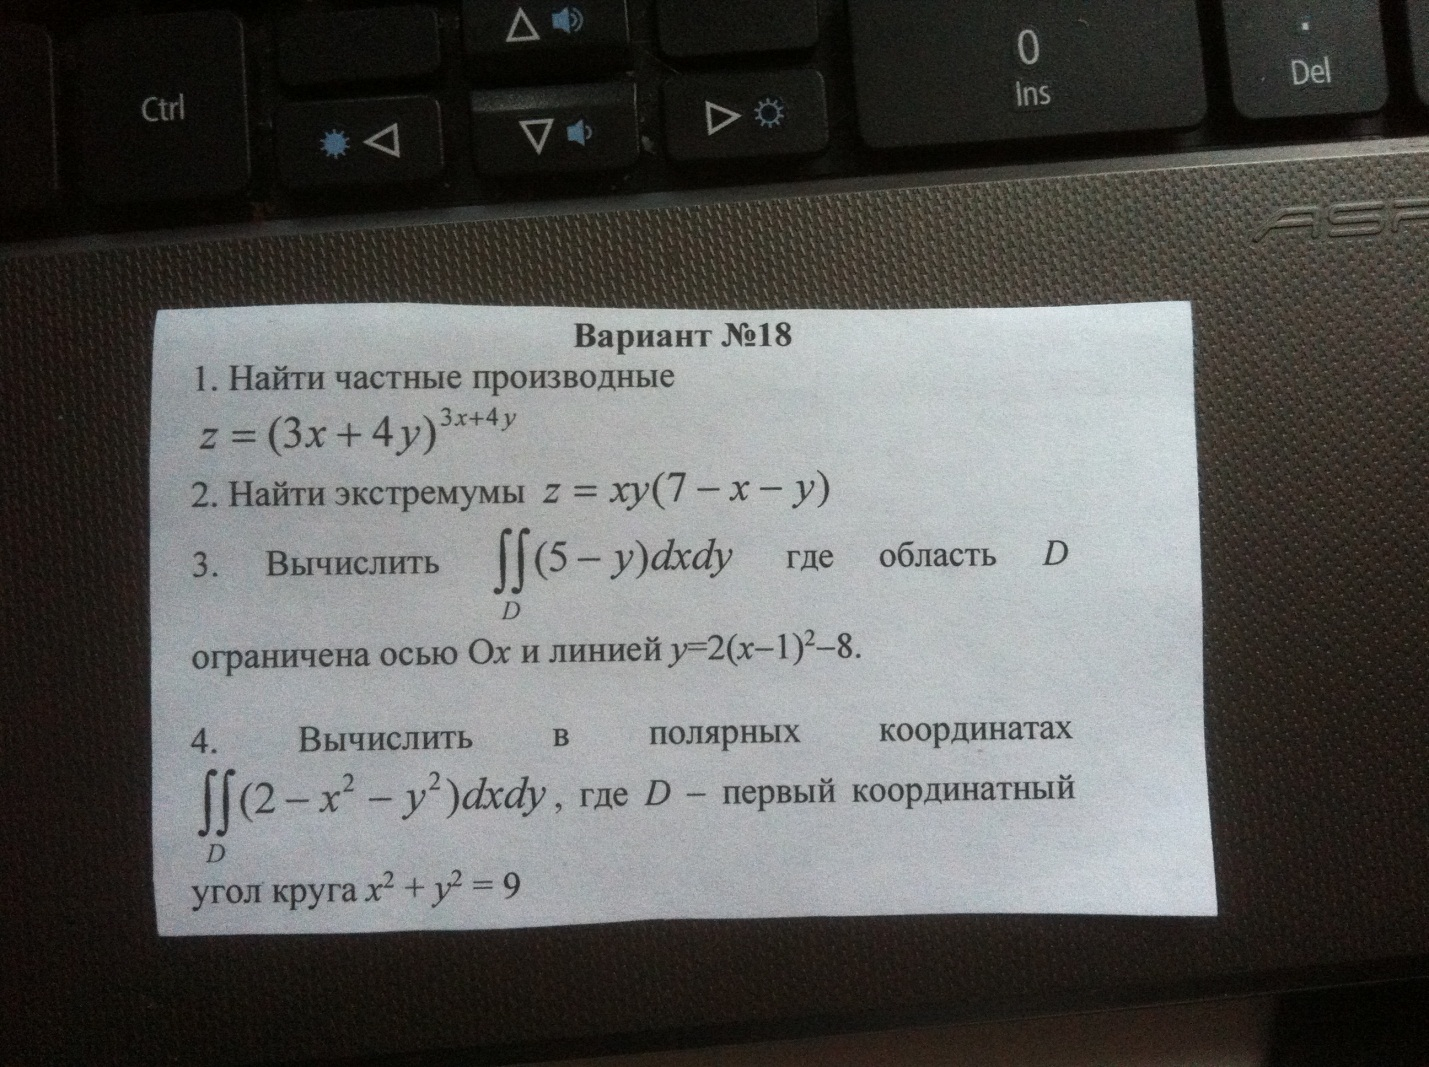 Ctrl
0
Ins
.
Del
Вариант №18
1. Найти частные производные
z = (3x + 4y)^{3x+4y}
2. Найти экстремумы z = xy(7 – x – y)
3. Вычислить ∬(5 – y)dxdy где область D
D
ограничена осью Ox и линией y=2(x–1)²–8.
4. Вычислить в полярных координатах
∬(2 – x² – y²)dxdy, где D – первый координатный
D
угол круга x² + y² = 9